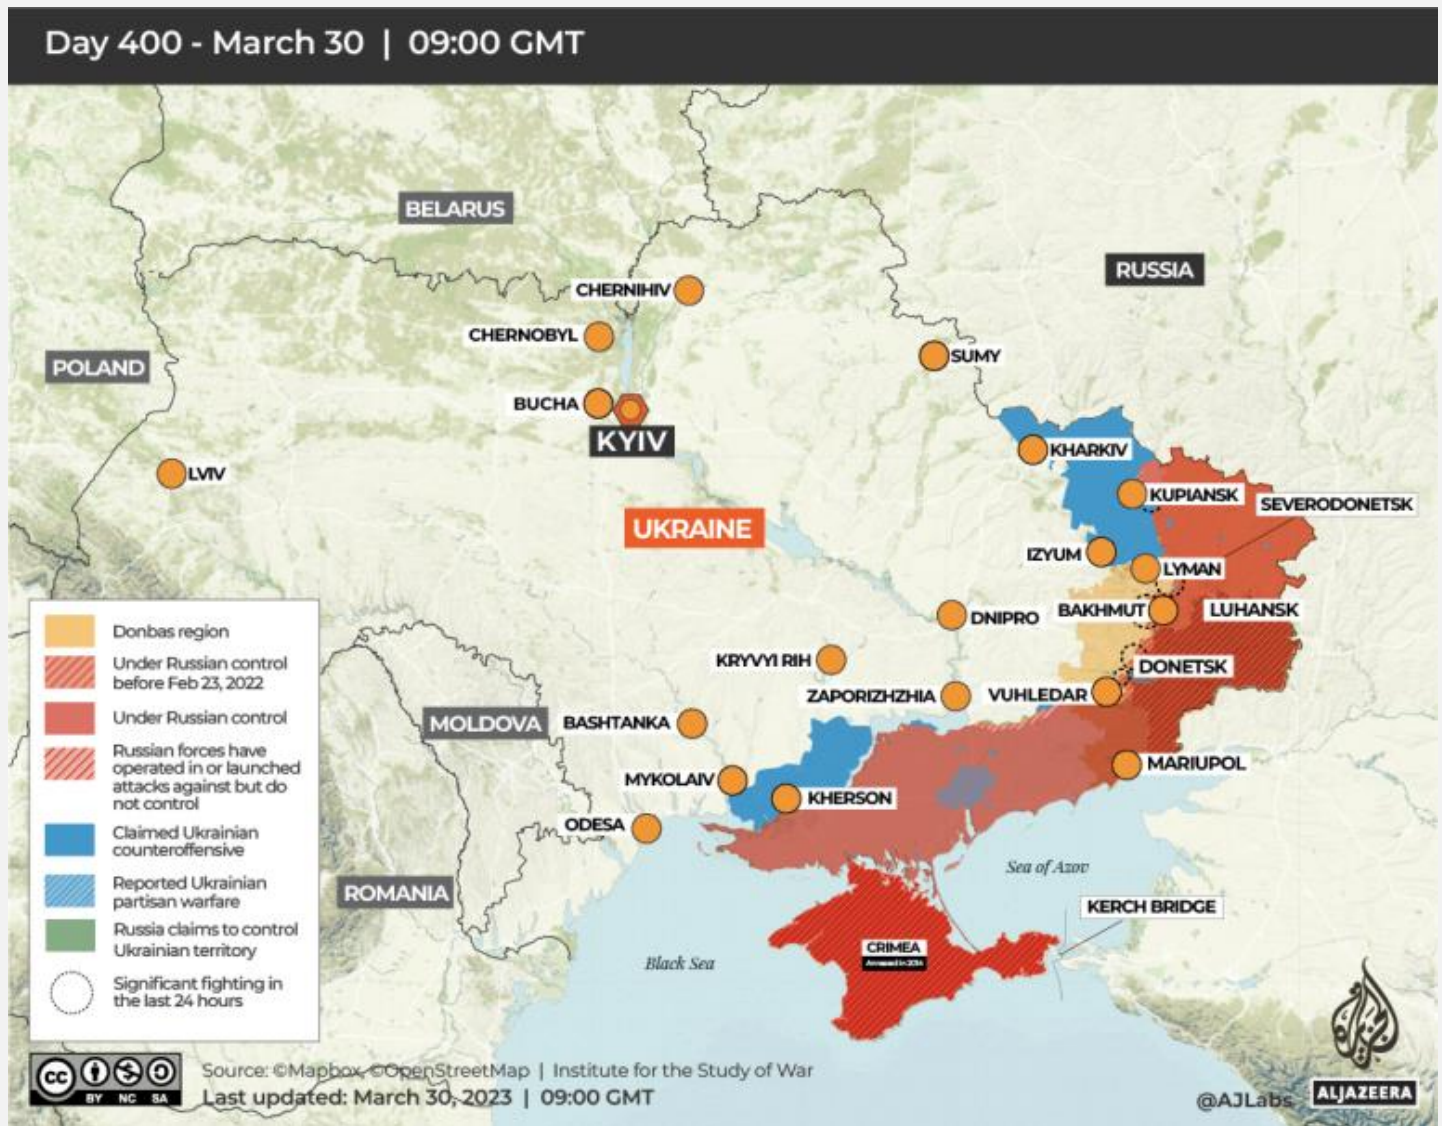 Day 400 - March 30 | 09:00 GMT
BELARUS
RUSSIA
CHERNIHIV
CHERNOBYL
SUMY
POLAND
BUCHA
KYIV
KHARKIV
LVIV
KUPIANSK
SEVERODONETSK
UKRAINE
IZYUM
LYMAN
BAKHMUT
LUHANSK
DNIPRO
KRYVYI RIH
DONETSK
ZAPORIZHZHIA
VUHLEDAR
MOLDOVA
BASHTANKA
MARIUPOL
MYKOLAIV
KHERSON
ODESA
Sea of Azov
ROMANIA
KERCH BRIDGE
CRIMEA
Annexed in 2014
Black Sea
Donbas region
Under Russian control
before Feb 23, 2022
Under Russian control
Russian forces have
operated in or launched
attacks against but do
not control
Claimed Ukrainian
counteroffensive
Reported Ukrainian
partisan warfare
Russia claims to control
Ukrainian territory
Significant fighting in
the last 24 hours
cc
BY NC SA
Source: ©Mapbox, ©OpenStreetMap | Institute for the Study of War
Last updated: March 30, 2023 | 09:00 GMT
@AJLabs
ALJAZEERA